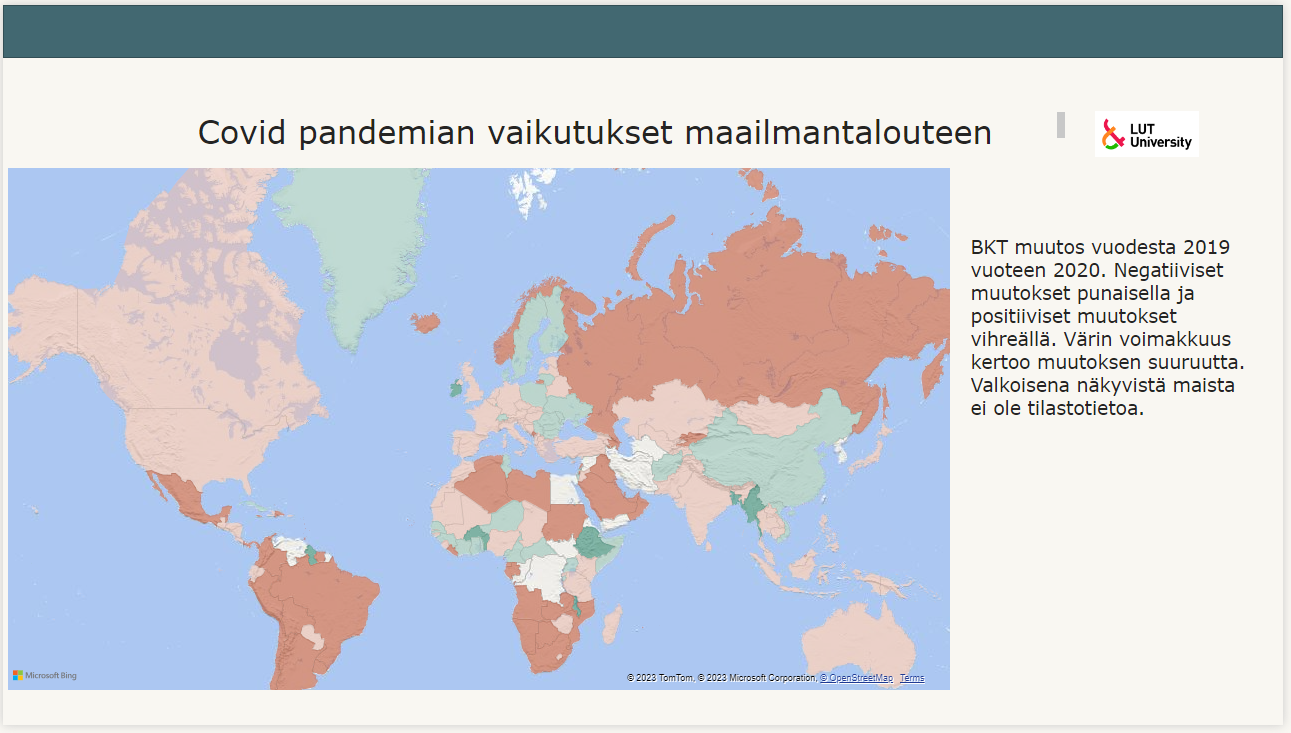 Covid pandemian vaikutukset maailmantalouteen
LUT
University
BKT muutos vuodesta 2019
vuoteen 2020. Negatiiviset
muutokset punaisella ja
positiiviset muutokset
vihreällä. Värin voimakkuus
kertoo muutoksen suuruutta.
Valkoisena näkyvistä maista
ei ole tilastotietoa.
Microsoft Bing
© 2023 TomTom, © 2023 Microsoft Corporation, © OpenStreetMap Terms